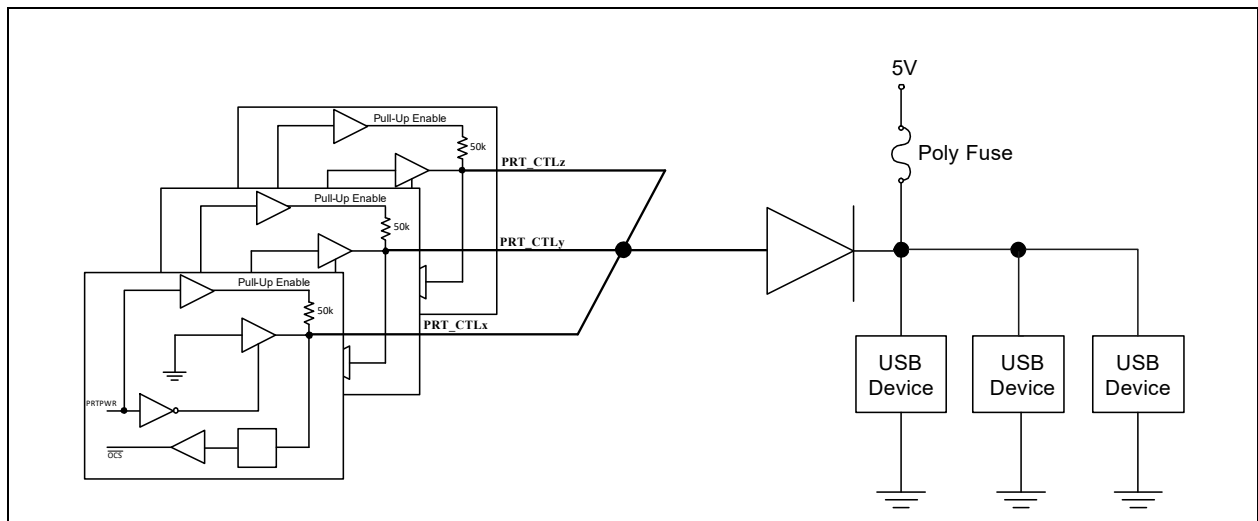 5V
Poly Fuse
Pull-Up Enable
50k
PRT_CTLz
Pull-Up Enable
50k
PRT_CTLy
Pull-Up Enable
50k
PRT_CTLx
PRTPWR
OCS
USB
Device
USB
Device
USB
Device